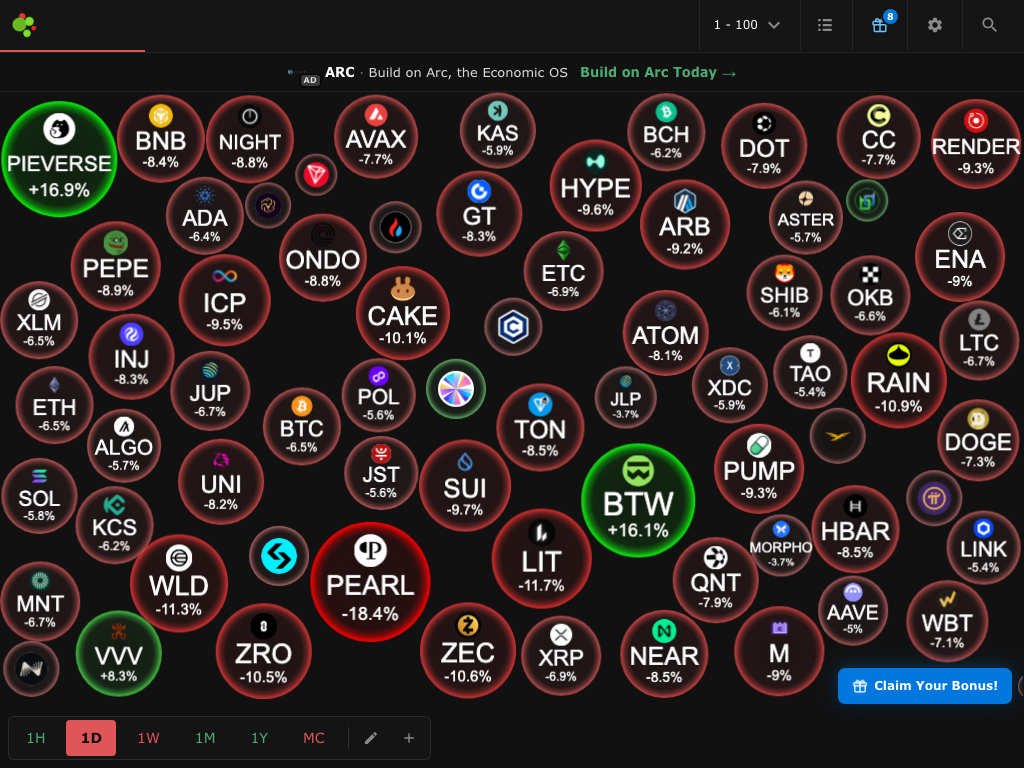 1 - 100
8
AD
ARC · Build on Arc, the Economic OS Build on Arc Today →
PIEVERSE
+16.9%
BNB
-8.4%
NIGHT
-8.8%
AVAX
-7.7%
KAS
-5.9%
BCH
-6.2%
DOT
-7.9%
CC
-7.7%
RENDER
-9.3%
ADA
-6.4%
GT
-8.3%
HYPE
-9.6%
ARB
-9.2%
ASTER
-5.7%
PEPE
-8.9%
ONDO
-8.8%
ETC
-6.9%
ENA
-9%
ICP
-9.5%
CAKE
-10.1%
SHIB
-6.1%
OKB
-6.6%
XLM
-6.5%
INJ
-8.3%
ATOM
-8.1%
LTC
-6.7%
JUP
-6.7%
POL
-5.6%
JLP
-3.7%
XDC
-5.9%
TAO
-5.4%
RAIN
-10.9%
ETH
-6.5%
BTC
-6.5%
TON
-8.5%
ALGO
-5.7%
DOGE
-7.3%
UNI
-8.2%
JST
-5.6%
SUI
-9.7%
PUMP
-9.3%
SOL
-5.8%
BTW
+16.1%
KCS
-6.2%
HBAR
-8.5%
WLD
-11.3%
PEARL
-18.4%
LIT
-11.7%
MORPHO
-3.7%
LINK
-5.4%
MNT
-6.7%
QNT
-7.9%
AAVE
-5%
WBT
-7.1%
VVV
+8.3%
ZRO
-10.5%
ZEC
-10.6%
XRP
-6.9%
NEAR
-8.5%
M
-9%
Claim Your Bonus!
1H
1D
1W
1M
1Y
MC